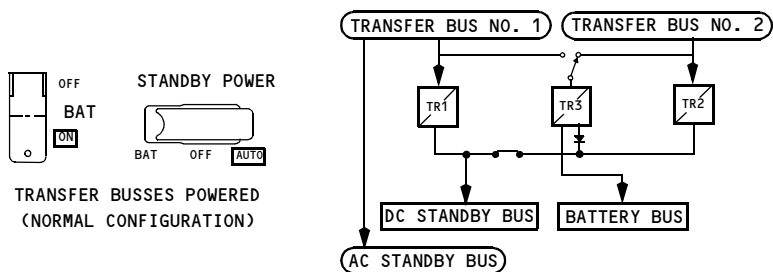 TRANSFER BUS NO. 1
TRANSFER BUS NO. 2
OFF
BAT
ON
STANDBY POWER
BAT OFF AUTO
TR1
TR3
TR2
TRANSFER BUSSES POWERED
(NORMAL CONFIGURATION)
DC STANDBY BUS
BATTERY BUS
AC STANDBY BUS